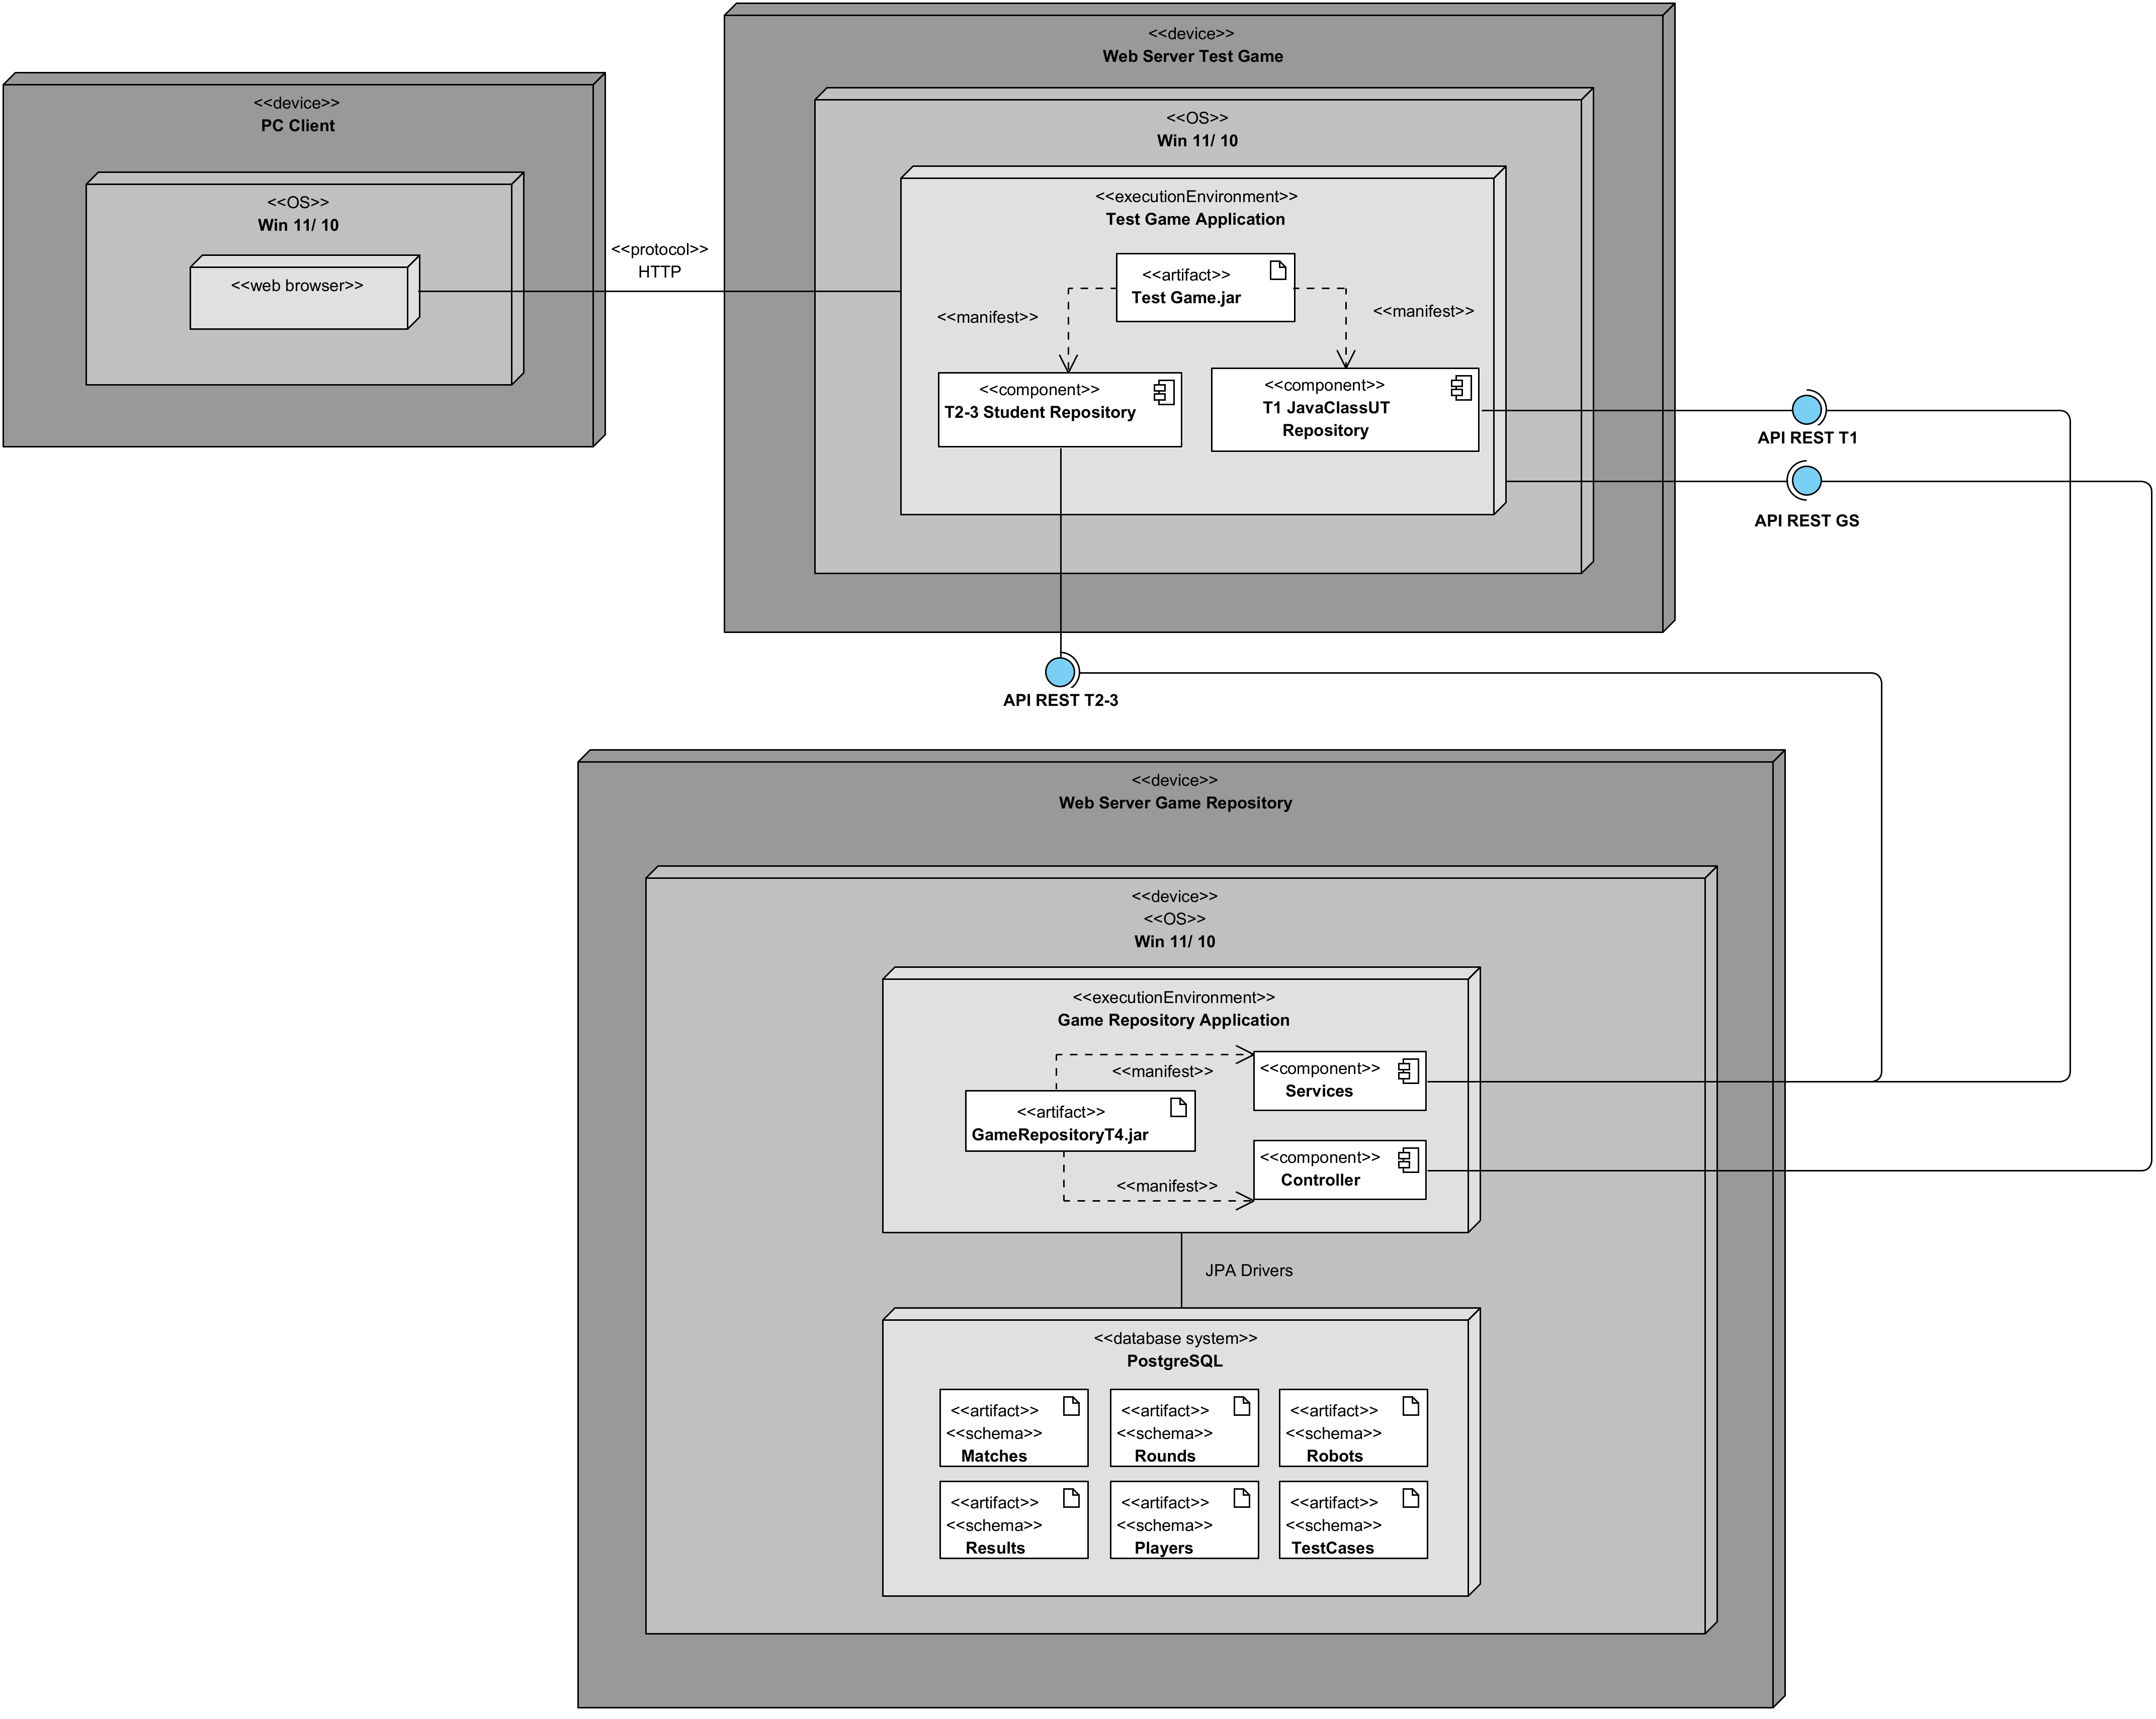 <<device>>
PC Client
<<OS>>
Win 11/ 10
<<web browser>>
<<protocol>>
HTTP
<<device>>
Web Server Test Game
<<OS>>
Win 11/ 10
<<executionEnvironment>>
Test Game Application
<<artifact>>
Test Game.jar
<<manifest>>
<<manifest>>
<<component>>
T2-3 Student Repository
<<component>>
T1 JavaClassUT
Repository
API REST T1
API REST GS
API REST T2-3
<<device>>
Web Server Game Repository
<<device>>
<<OS>>
Win 11/ 10
<<executionEnvironment>>
Game Repository Application
<<manifest>>
<<component>>
Services
<<artifact>>
GameRepositoryT4.jar
<<component>>
Controller
<<manifest>>
JPA Drivers
<<database system>>
PostgreSQL
<<artifact>>
<<schema>>
Matches
<<artifact>>
<<schema>>
Rounds
<<artifact>>
<<schema>>
Robots
<<artifact>>
<<schema>>
Results
<<artifact>>
<<schema>>
Players
<<artifact>>
<<schema>>
TestCases